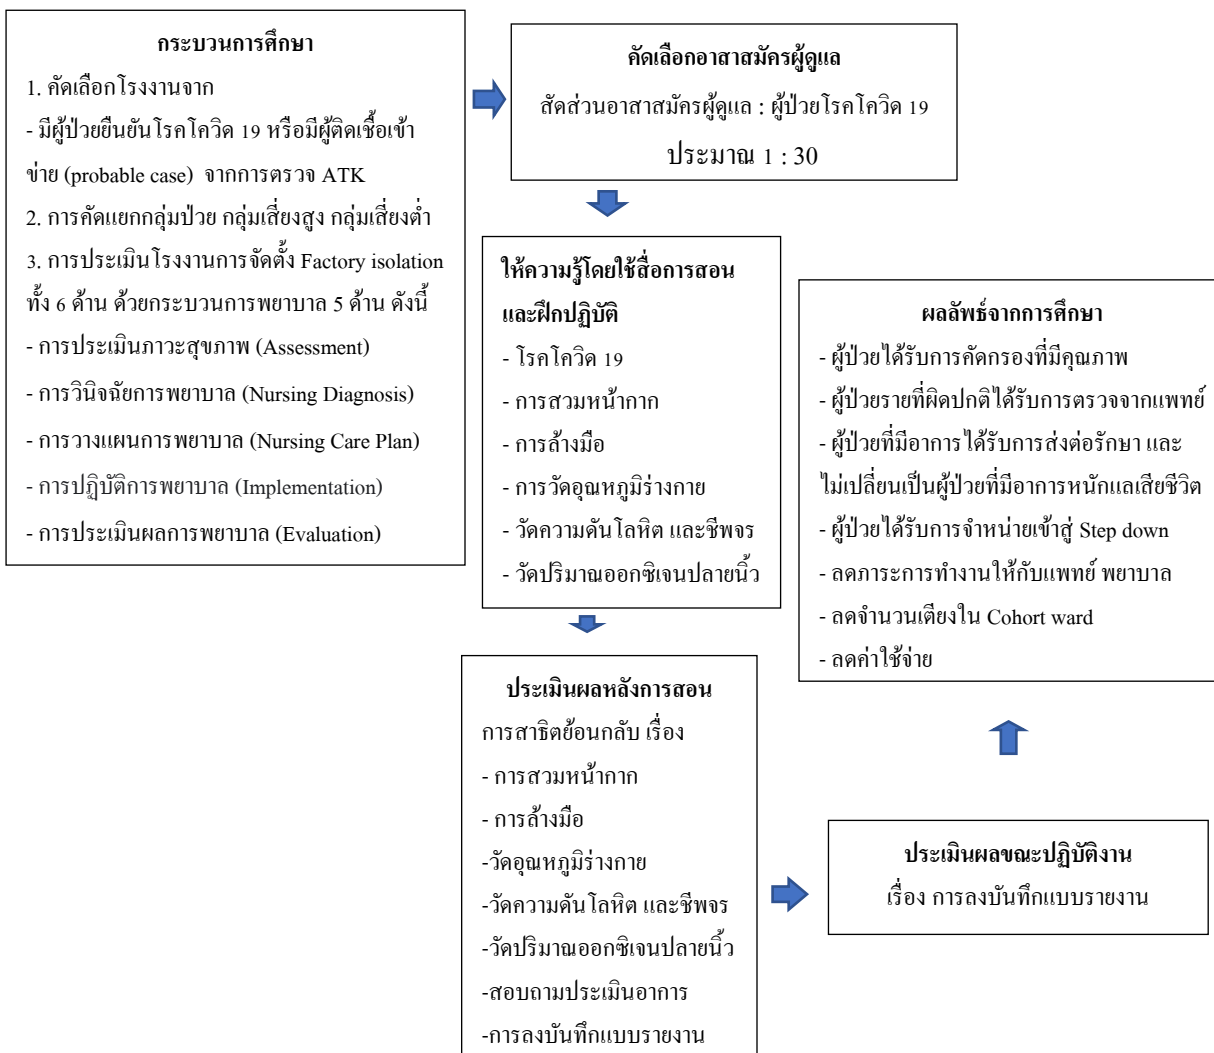 กระบวนการศึกษา
1. คัดเลือกโรงงานจาก
- มีผู้ป่วยยืนยันโรคโควิด 19 หรือมีผู้ติดเชื้อเข้า
ข่าย (probable case) จากการตรวจ ATK
2. การคัดแยกกลุ่มป่วย กลุ่มเสี่ยงสูง กลุ่มเสี่ยงต่ำ
3. การประเมินโรงงานการจัดตั้ง Factory isolation
ทั้ง 6 ด้าน ด้วยกระบวนการพยาบาล 5 ด้าน ดังนี้
- การประเมินภาวะสุขภาพ (Assessment)
- การวินิจฉัยการพยาบาล (Nursing Diagnosis)
- การวางแผนการพยาบาล (Nursing Care Plan)
- การปฏิบัติการพยาบาล (Implementation)
- การประเมินผลการพยาบาล (Evaluation)
คัดเลือกอาสาสมัครผู้ดูแล
สัดส่วนอาสาสมัครผู้ดูแล : ผู้ป่วยโรคโควิด 19
ประมาณ 1 : 30
ให้ความรู้โดยใช้สื่อการสอน
และฝึกปฏิบัติ
- โรคโควิด 19
- การสวมหน้ากาก
- การล้างมือ
- การวัดอุณหภูมิร่างกาย
- วัดความดันโลหิต และชีพจร
- วัดปริมาณออกซิเจนปลายนิ้ว
ประเมินผลหลังการสอน
การสาธิตย้อนกลับ เรื่อง
- การสวมหน้ากาก
- การล้างมือ
-วัดอุณหภูมิร่างกาย
-วัดความดันโลหิต และชีพจร
-วัดปริมาณออกซิเจนปลายนิ้ว
-สอบถามประเมินอาการ
-การลงบันทึกแบบรายงาน
ประเมินผลขณะปฏิบัติงาน
เรื่อง การลงบันทึกแบบรายงาน
ผลลัพธ์จากการศึกษา
- ผู้ป่วยได้รับการคัดกรองที่มีคุณภาพ
- ผู้ป่วยรายที่ผิดปกติได้รับการตรวจจากแพทย์
- ผู้ป่วยที่มีอาการได้รับการส่งต่อรักษา และ
ไม่เปลี่ยนเป็นผู้ป่วยที่มีอาการหนักแลเสียชีวิต
- ผู้ป่วยได้รับการจำหน่ายเข้าสู่ Step down
- ลดภาระการทำงานให้กับแพทย์ พยาบาล
- ลดจำนวนเตียงใน Cohort ward
- ลดค่าใช้จ่าย